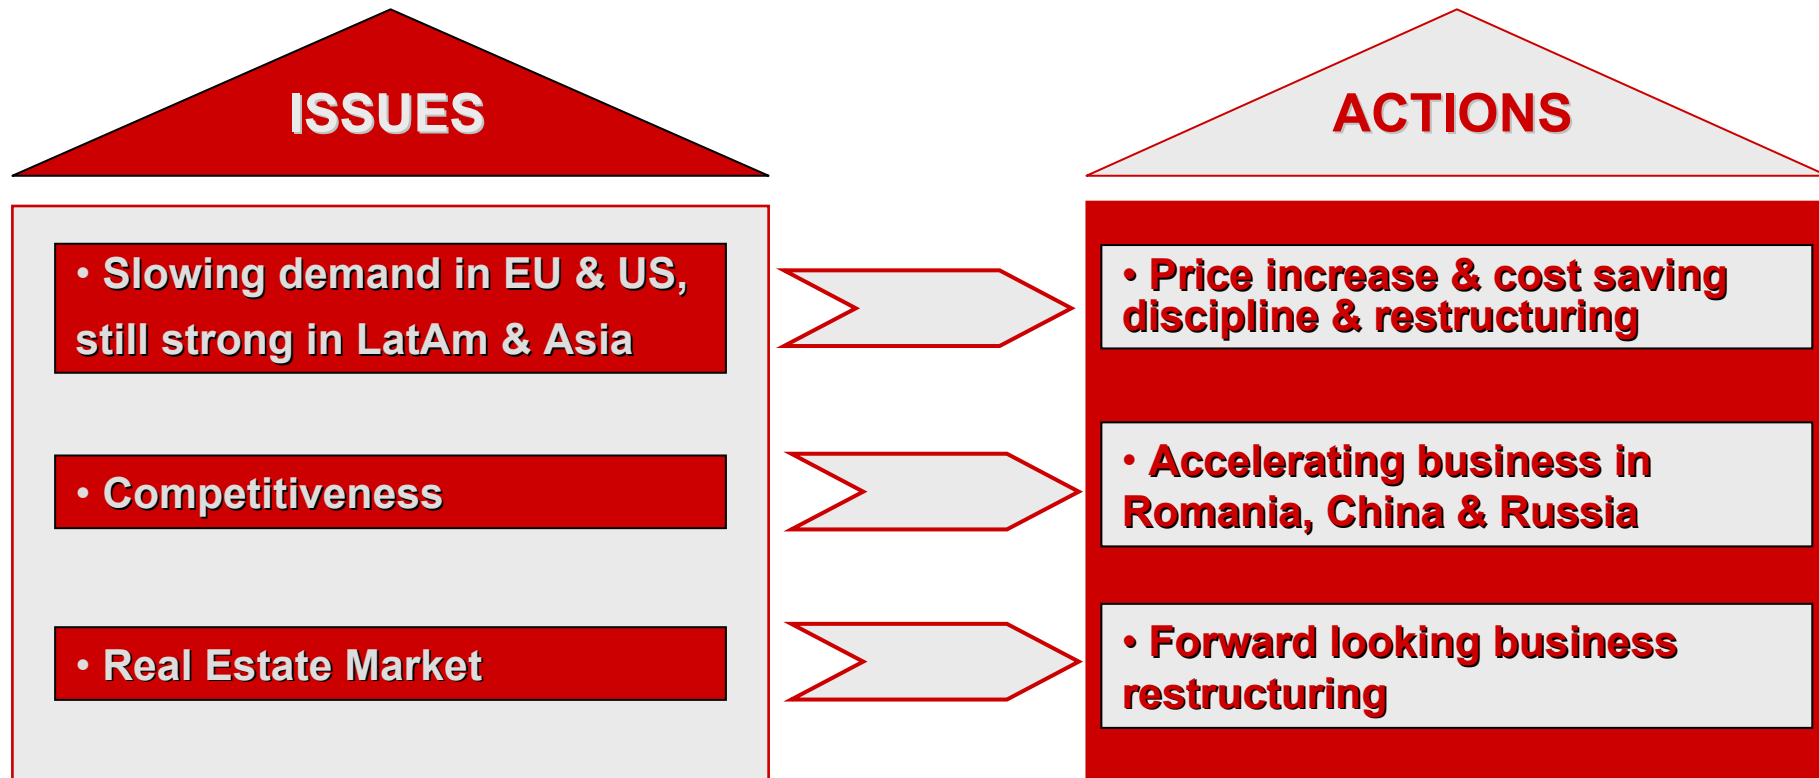 ISSUES
• Slowing demand in EU & US,
still strong in LatAm & Asia
• Competitiveness
• Real Estate Market
ACTIONS
• Price increase & cost saving
discipline & restructuring
• Accelerating business in
Romania, China & Russia
• Forward looking business
restructuring